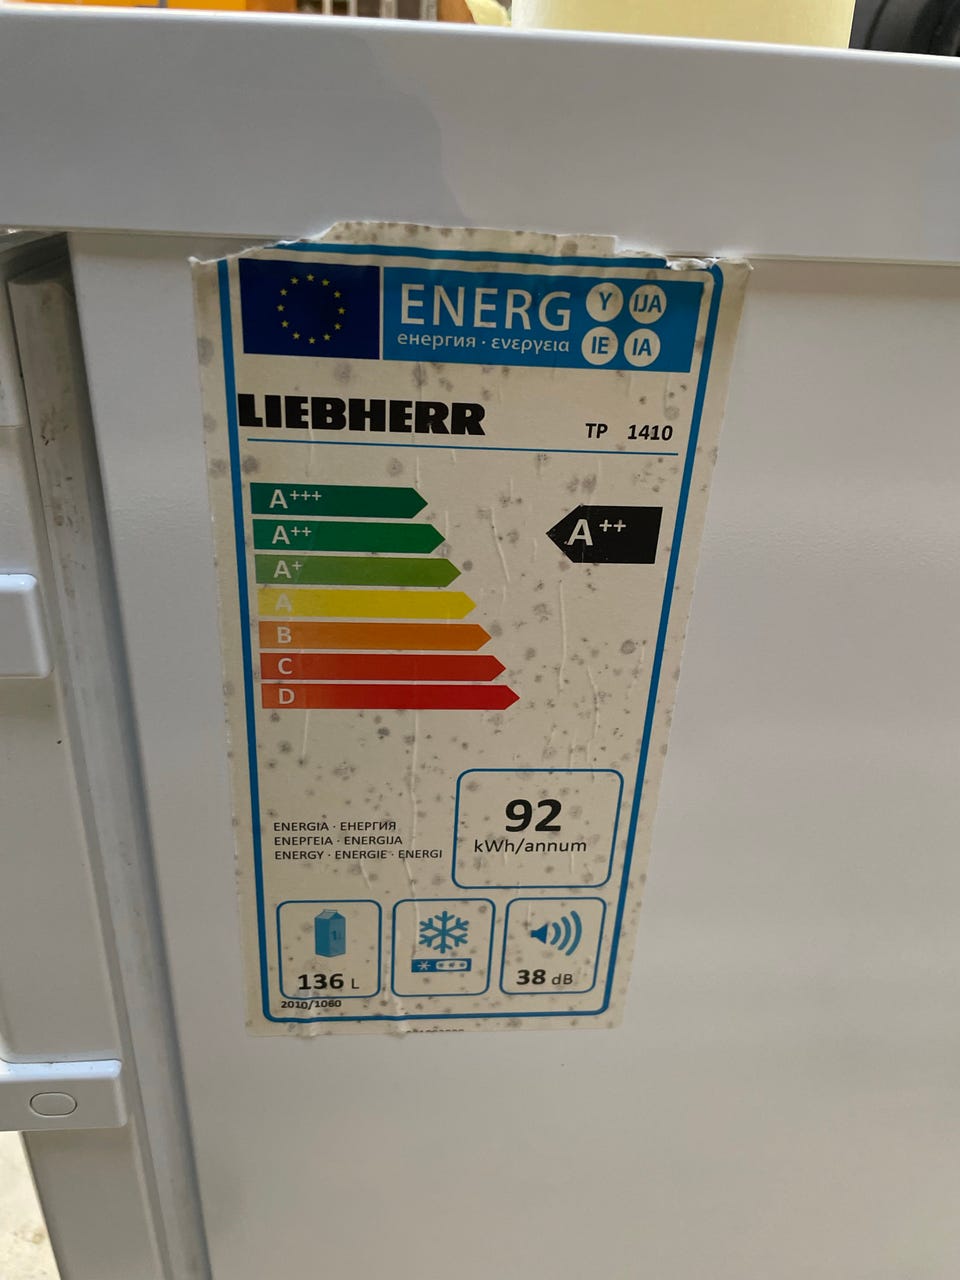 ENERG Y IJA
енергия · ενεργεια IE IA
LIEBHERR
TP 1410
A+++
A++
A++
A+
A
B
C
D
92
kWh/annum
ENERGIA · ЕНЕРГИЯ
ΕΝΕΡΓΕΙΑ · ENERGIJA
ENERGY · ENERGIE · ENERGI
136 L
38 dB
2010/1060